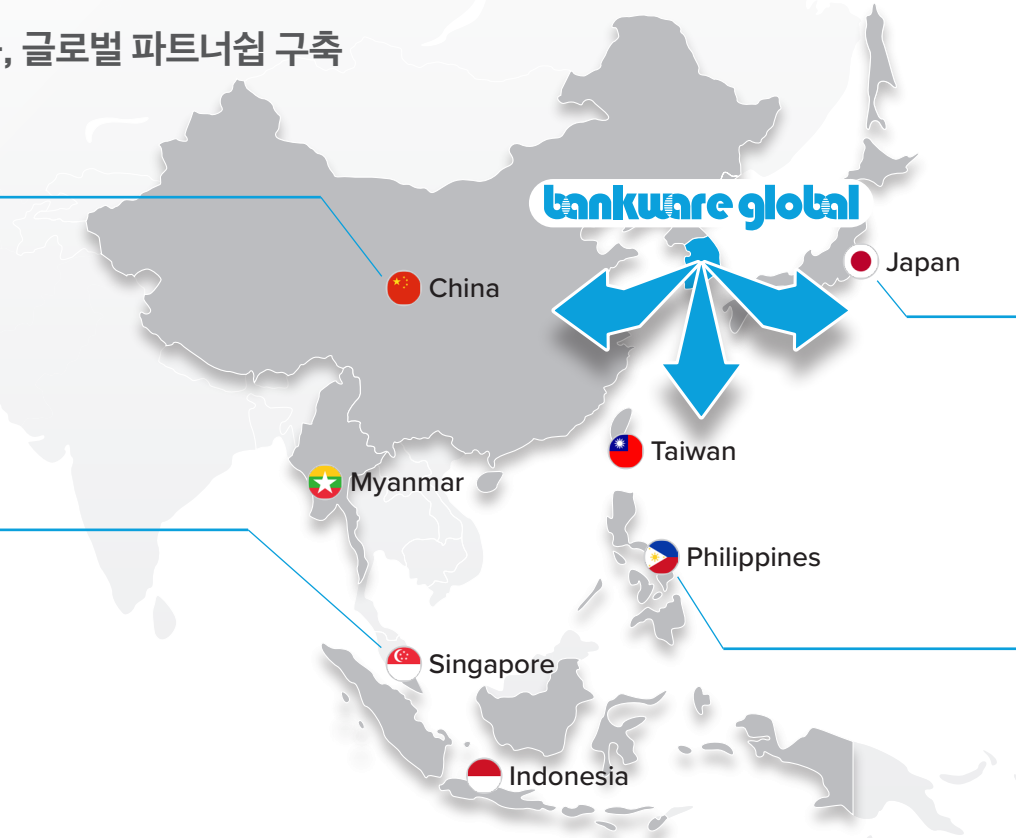 , 글로벌 파트너쉽 구축
bankware global
Japan
China
Taiwan
Myanmar
Philippines
Singapore
Indonesia